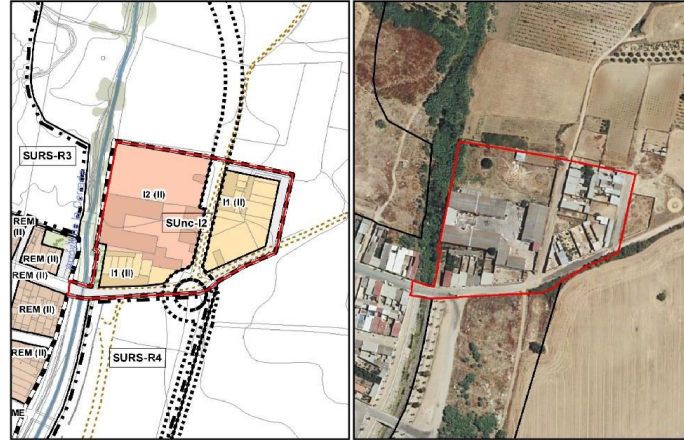 SURS-R3
I2 (II)
I1 (II)
SUnc-I2
REM
(II)
REM (II)
I1 (II)
REM (II)
REM (II)
SURS-R4
REM (II)
ME